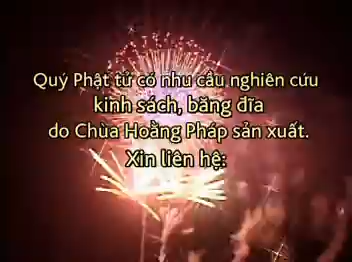 Quý Phật tử có nhu cầu nghiên cứu
kinh sách, băng đĩa
do Chùa Hoằng Pháp sản xuất.
Xin liên hệ: